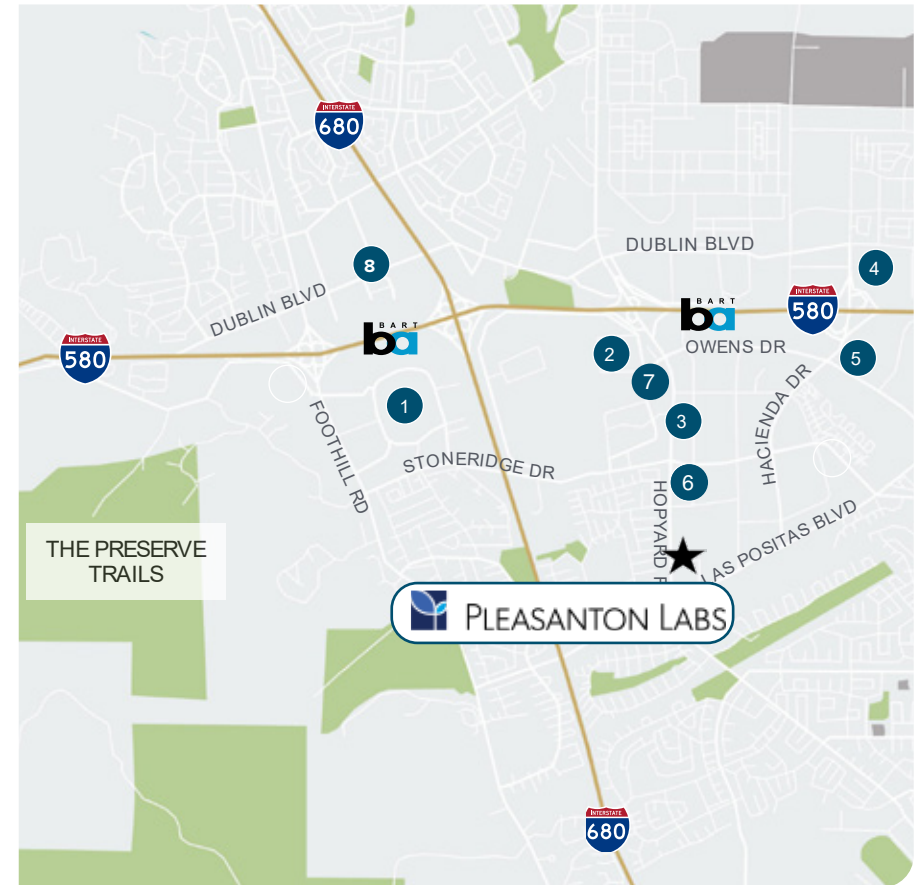 INTERSTATE
680
DUBLIN BLVD
4
8
DUBLIN BLVD
INTERSTATE
580
BART
ba
BART
ba
INTERSTATE
580
2
OWENS DR
5
7
1
3
FOOTHILL RD
STONERIDGE DR
HACIENDA DR
6
HOPYARD R
LAS POSITAS BLVD
THE PRESERVE
TRAILS
PLEASANTON LABS
INTERSTATE
680